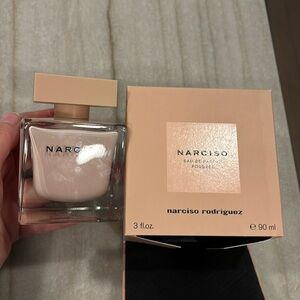 NARCISO
NARCISO
EAU DE PARFUM
POUDRÉE
narciso rodriguez
3 fl.oz. ℮ 90 ml